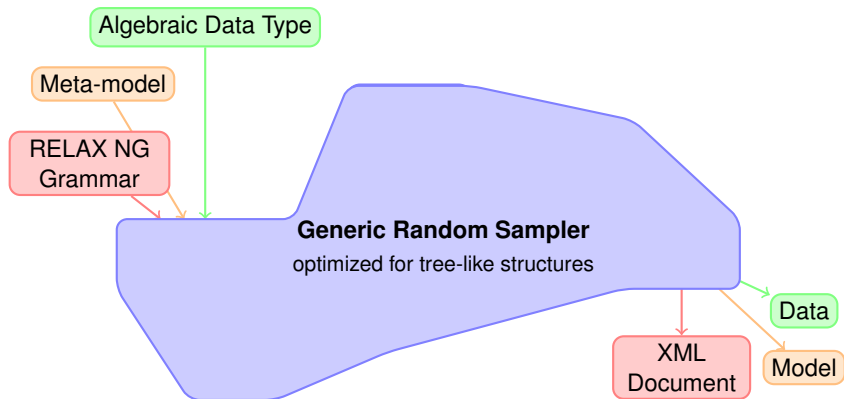 Algebraic Data Type
Meta-model
RELAX NG
Grammar
Generic Random Sampler
optimized for tree-like structures
Data
XML
Document
Model